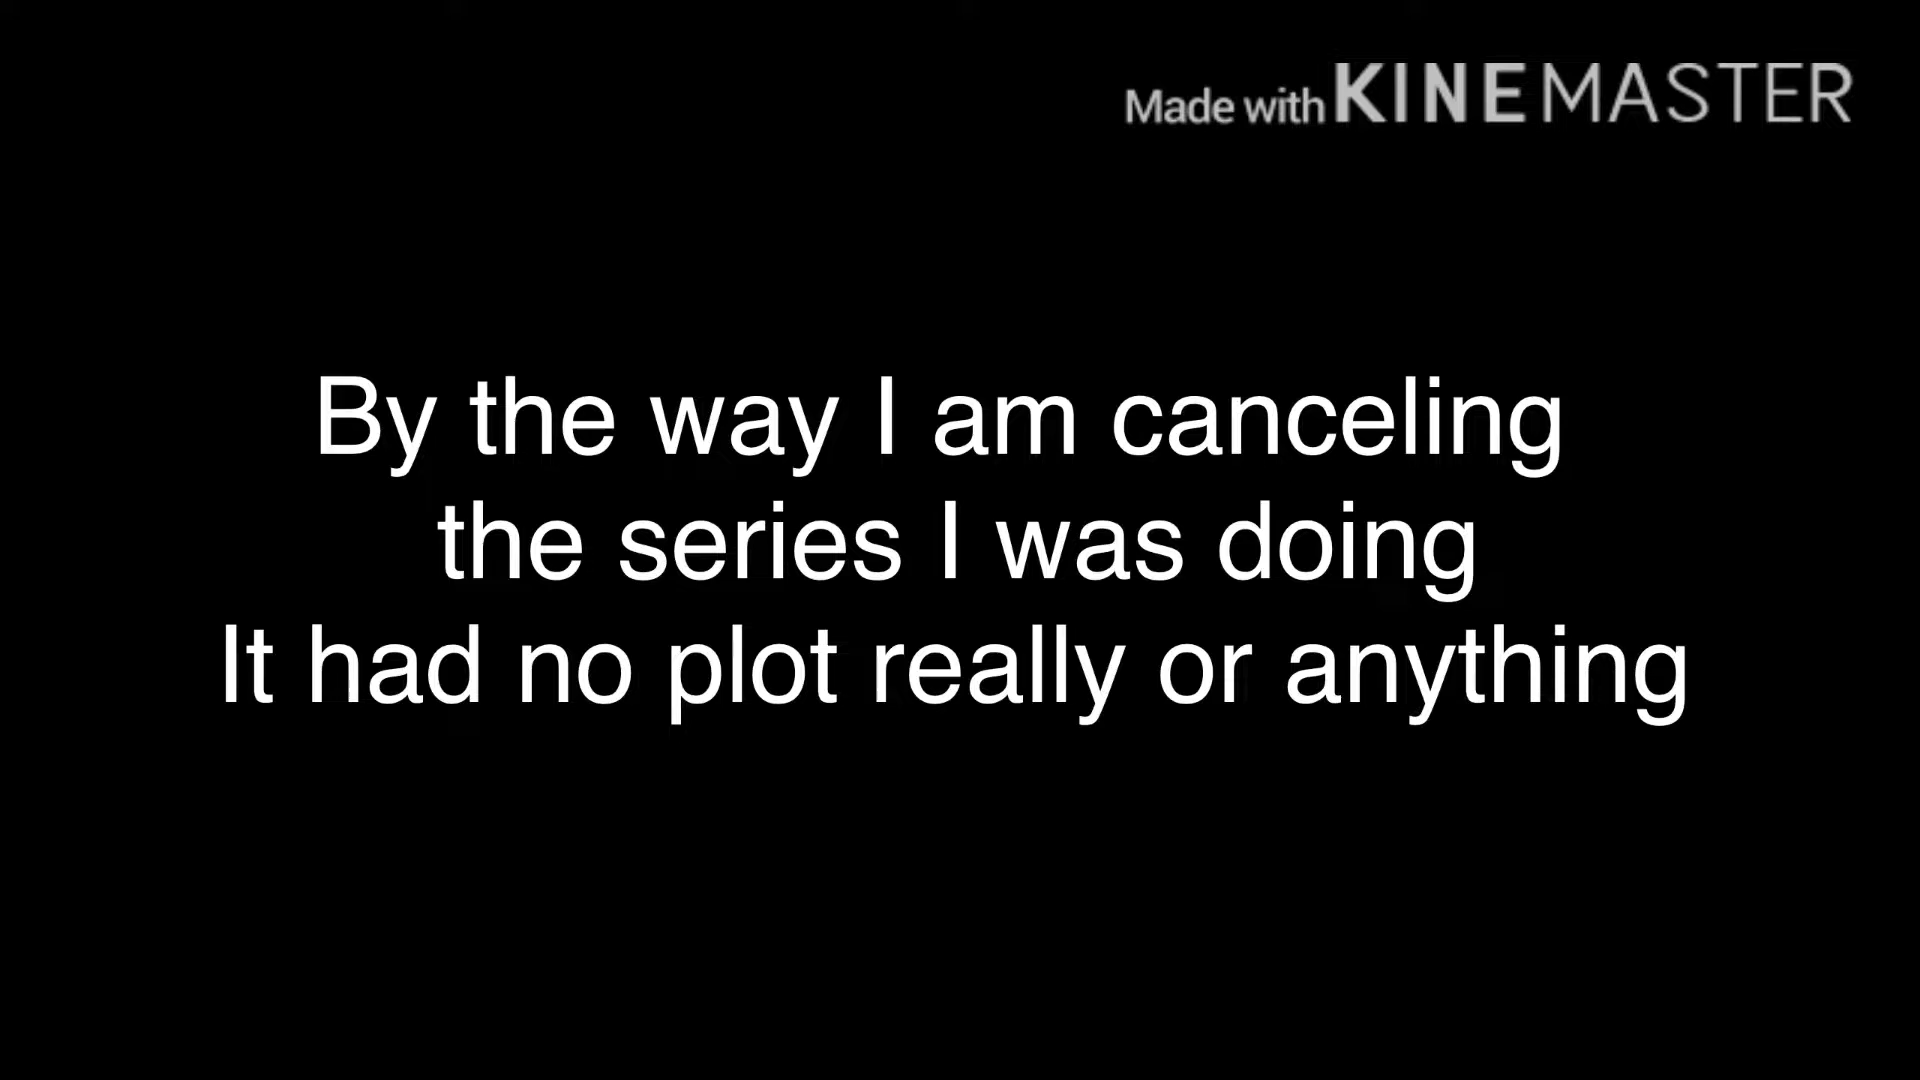 Made with KINEMASTER
By the way I am canceling
the series I was doing
It had no plot really or anything